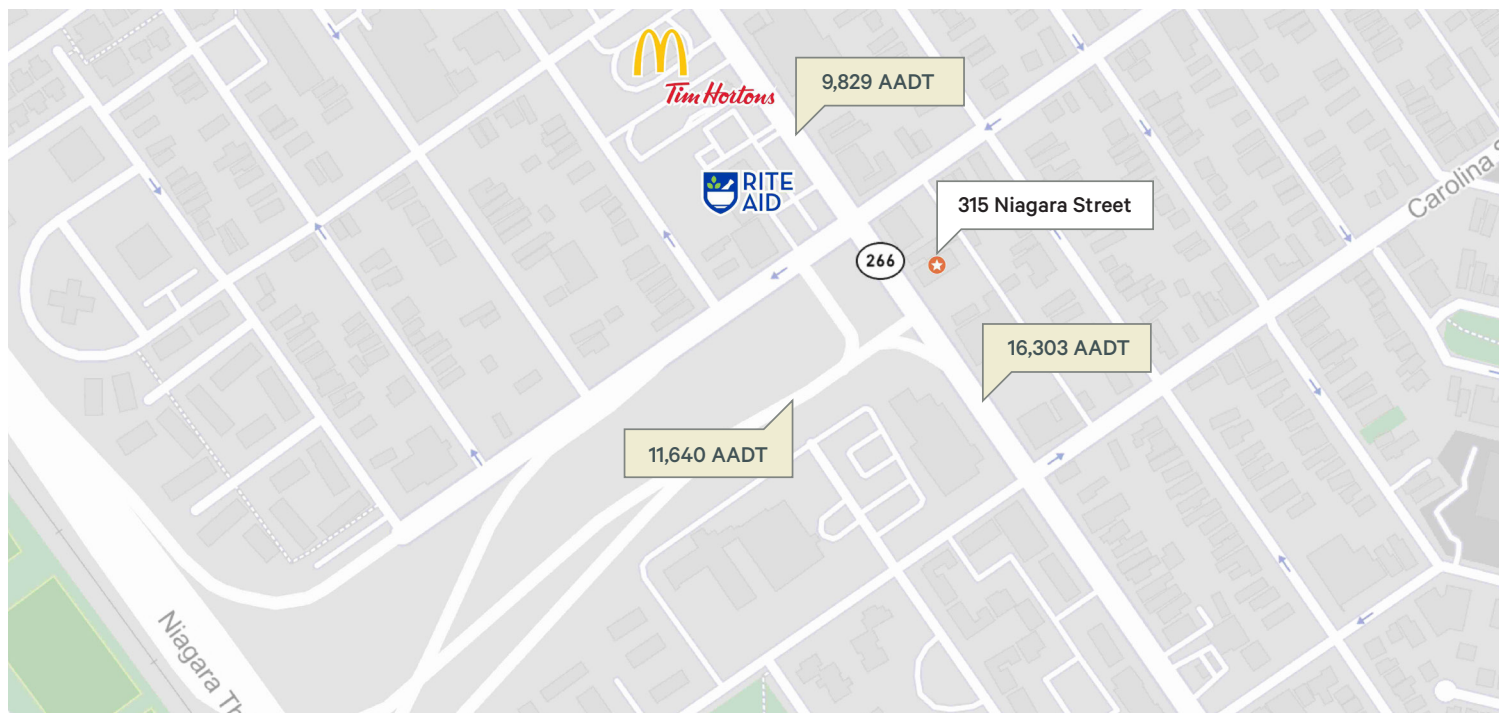 Tim Hortons
9,829 AADT
RITE
AID
315 Niagara Street
Carolina
266
16,303 AADT
11,640 AADT
Niagara